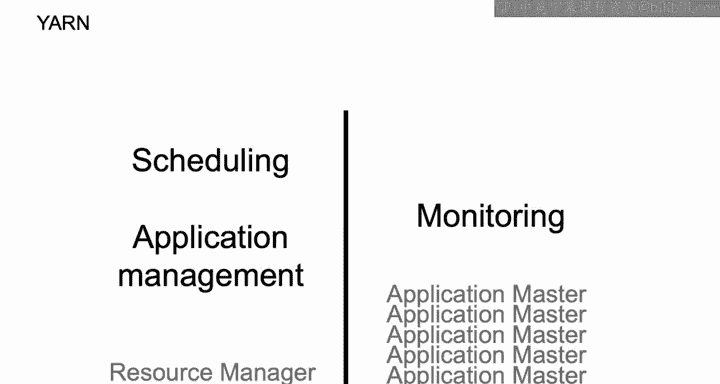 YARN
Scheduling
Application
management
Resource Manager
Monitoring
Application Master
Application Master
Application Master
Application Master
Application Master